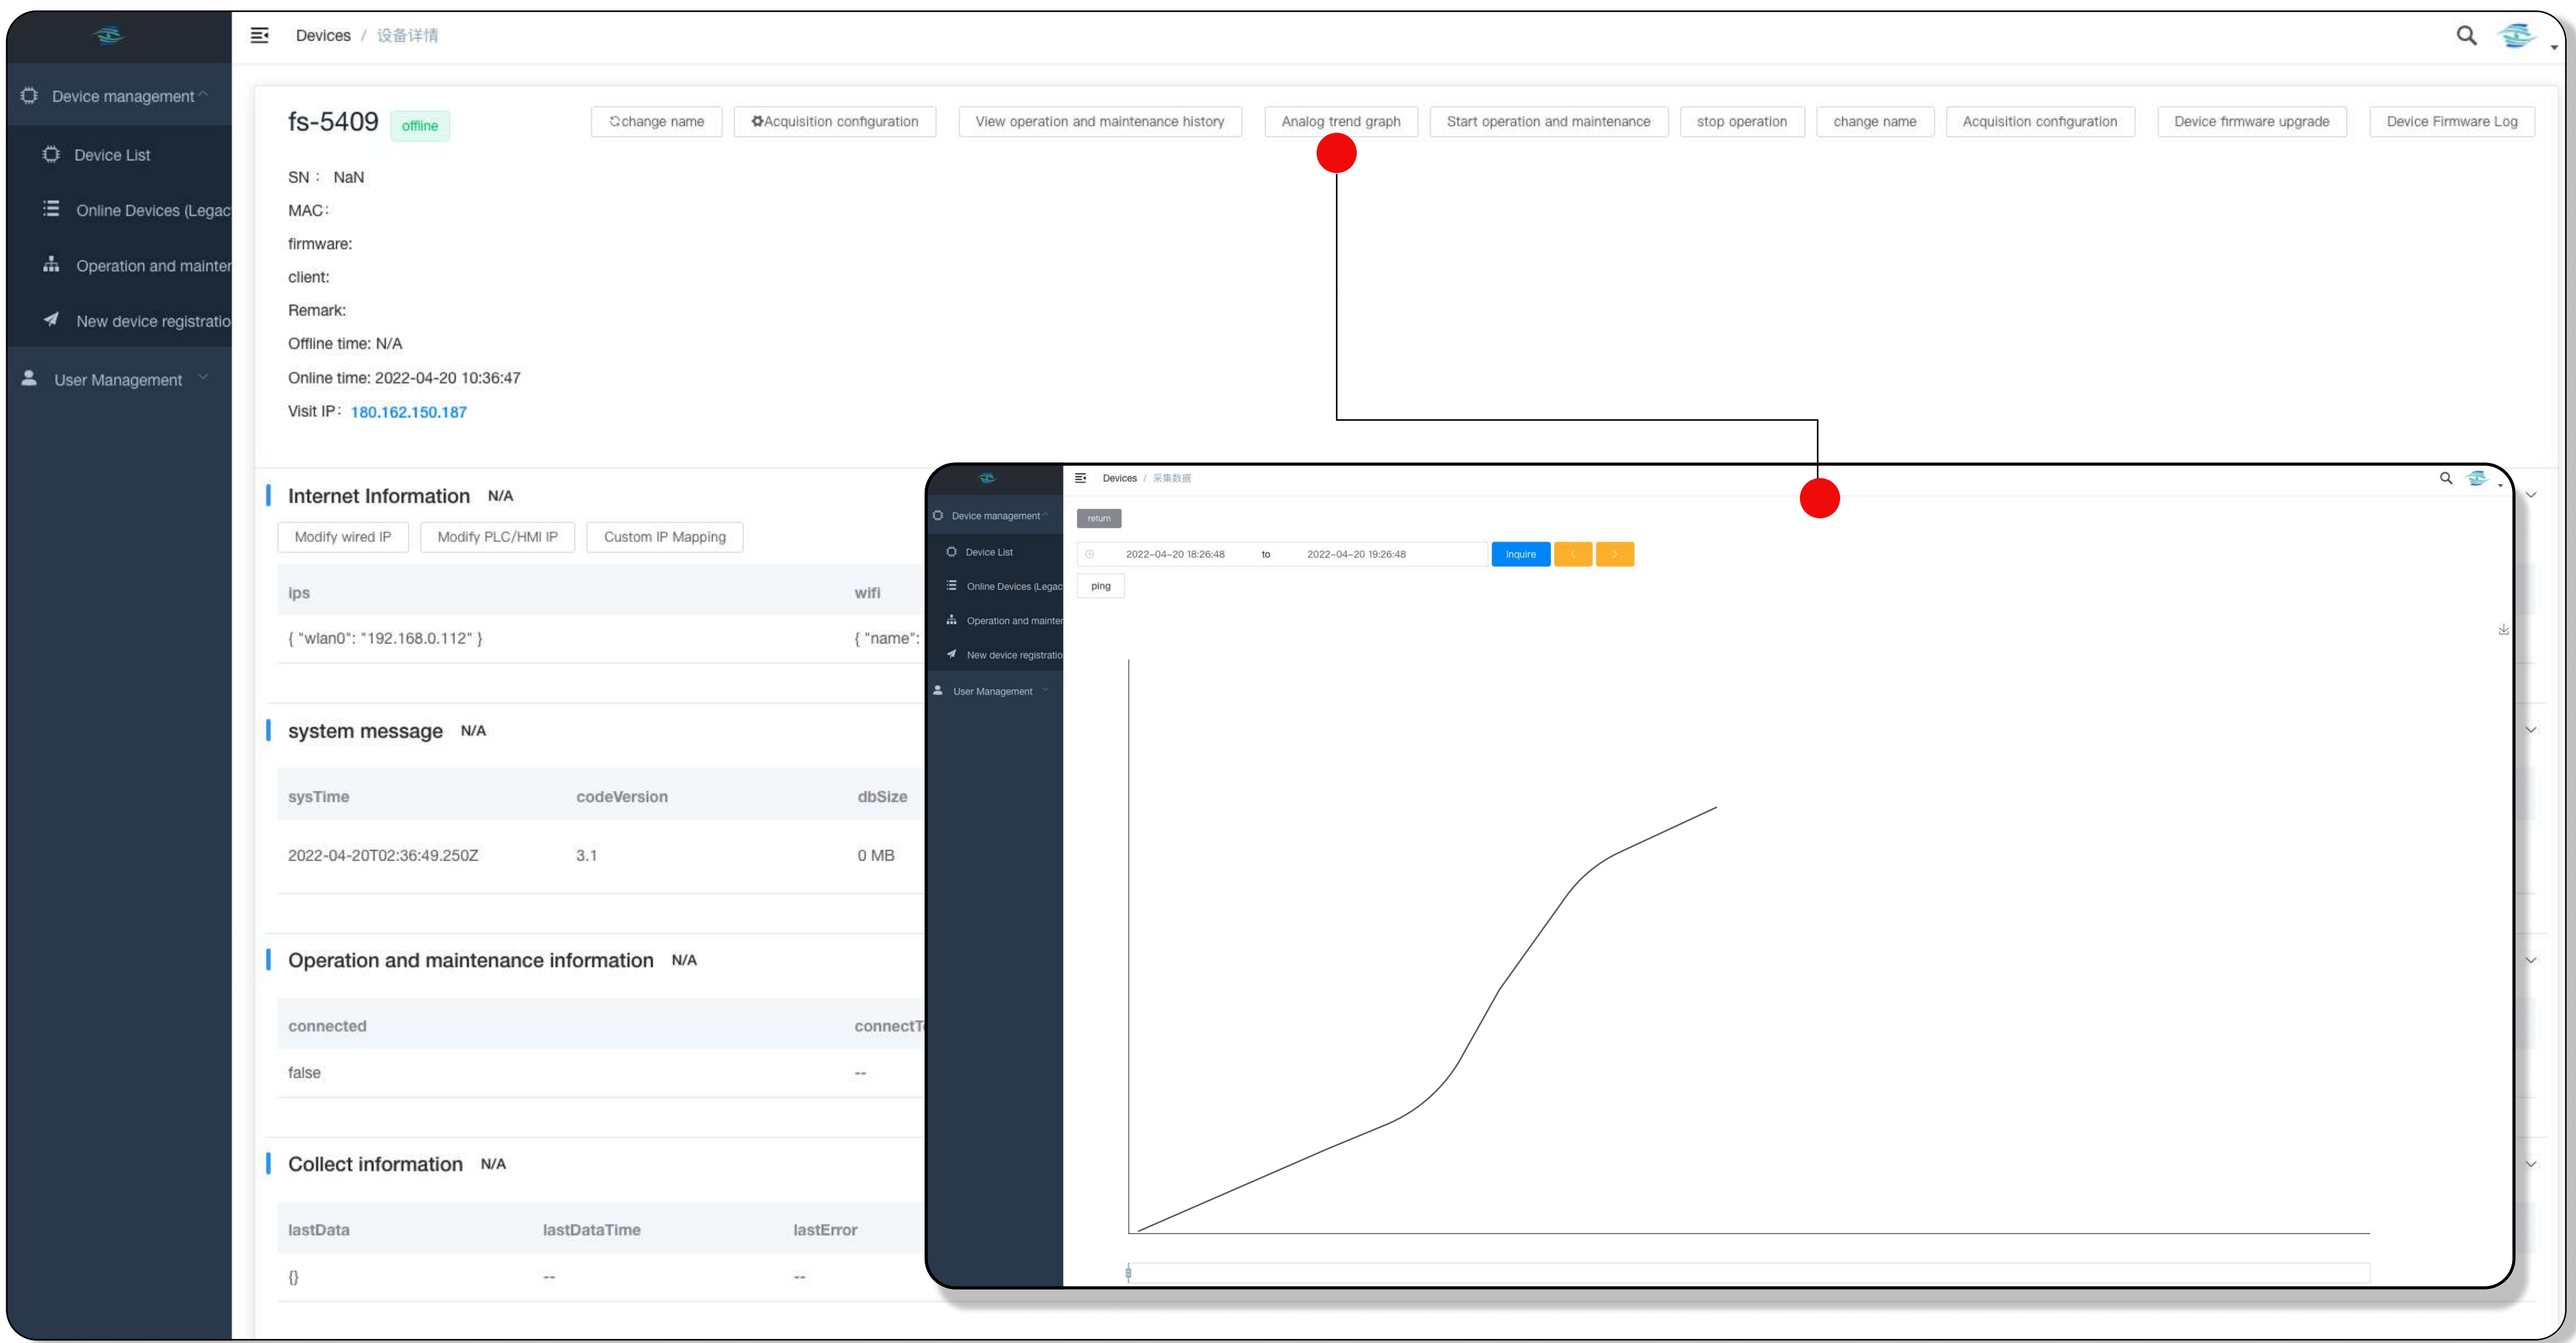 Devices / 设备详情
Device management
Device List
Online Devices (Legac
Operation and mainter
New device registratio
User Management
fs-5409 offline
change name
Acquisition configuration
View operation and maintenance history
Analog trend graph
Start operation and maintenance
stop operation
change name
Acquisition configuration
Device firmware upgrade
Device Firmware Log
SN： NaN
MAC：
firmware:
client:
Remark:
Offline time: N/A
Online time: 2022-04-20 10:36:47
Visit IP： 180.162.150.187
Internet Information N/A
Modify wired IP
Modify PLC/HMI IP
Custom IP Mapping
ips wifi
{ "wlan0": "192.168.0.112" } { "name":
system message N/A
sysTime codeVersion dbSize
2022-04-20T02:36:49.250Z 3.1 0 MB
Operation and maintenance information N/A
connected connectT
false --
Collect information N/A
lastData lastDataTime lastError
{} -- --
Devices / 采集数据
Device management
Device List
Online Devices (Legac
Operation and mainter
New device registratio
User Management
return
2022-04-20 18:26:48 to 2022-04-20 19:26:48 Inquire < >
ping